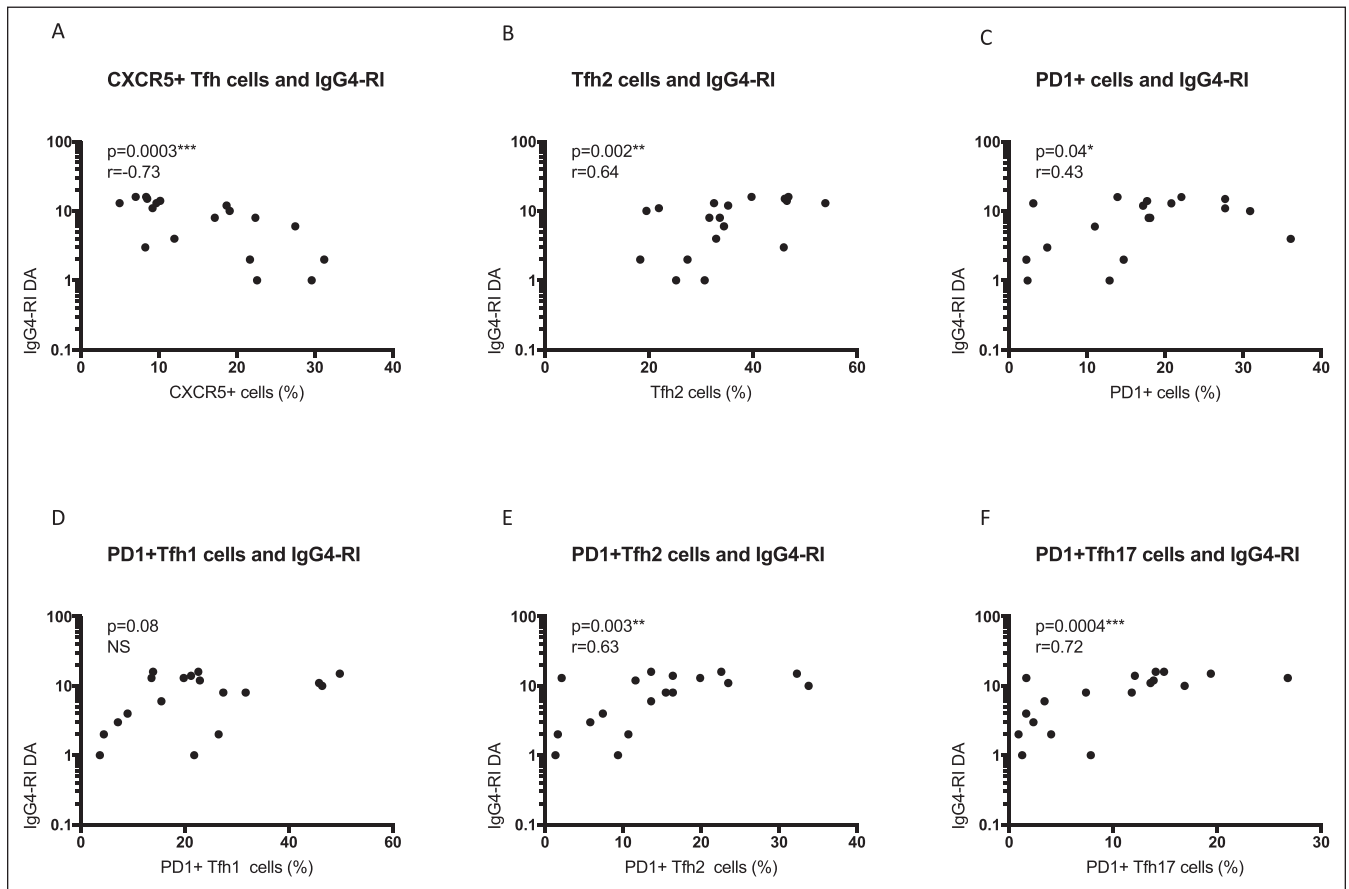 A
CXCR5+ Tfh cells and IgG4-RI
p=0.0003***
r=-0.73
100
10
1
0.1
IgG4-RI DA
0
10
20
30
40
CXCR5+ cells (%)
B
Tfh2 cells and IgG4-RI
p=0.002**
r=0.64
100
10
1
0.1
IgG4-RI DA
0
20
40
60
Tfh2 cells (%)
C
PD1+ cells and IgG4-RI
p=0.04*
r=0.43
100
10
1
0.1
IgG4-RI DA
0
10
20
30
40
PD1+ cells (%)
D
PD1+Tfh1 cells and IgG4-RI
p=0.08
NS
100
10
1
0.1
IgG4-RI DA
0
20
40
60
PD1+ Tfh1 cells (%)
E
PD1+Tfh2 cells and IgG4-RI
p=0.003**
r=0.63
100
10
1
0.1
IgG4-RI DA
0
10
20
30
40
PD1+ Tfh2 cells (%)
F
PD1+Tfh17 cells and IgG4-RI
p=0.0004***
r=0.72
100
10
1
0.1
IgG4-RI DA
0
10
20
30
PD1+ Tfh17 cells (%)